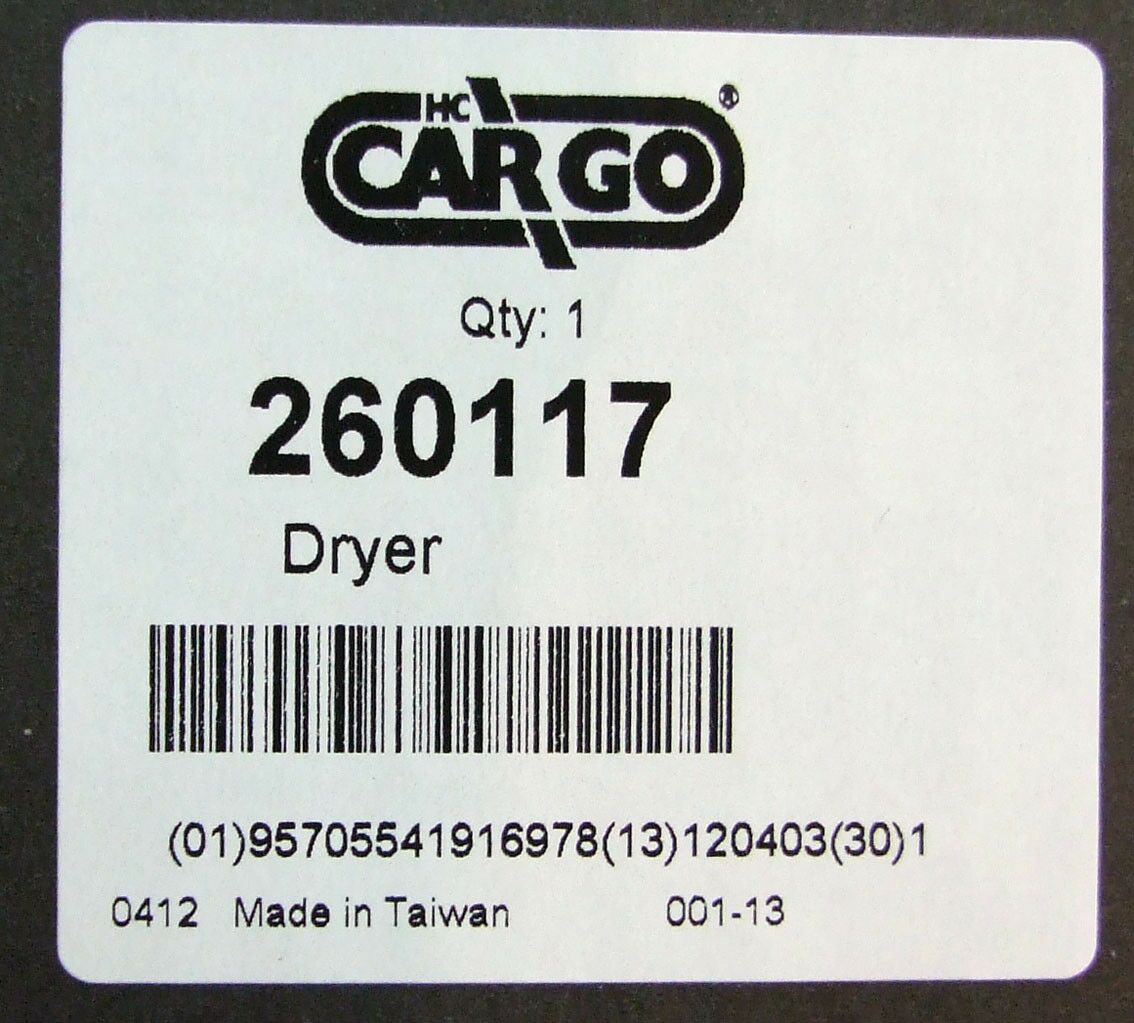 HC
CARGO®
Qty: 1
260117
Dryer
(01)95705541916978(13)120403(30)1
0412 Made in Taiwan 001-13